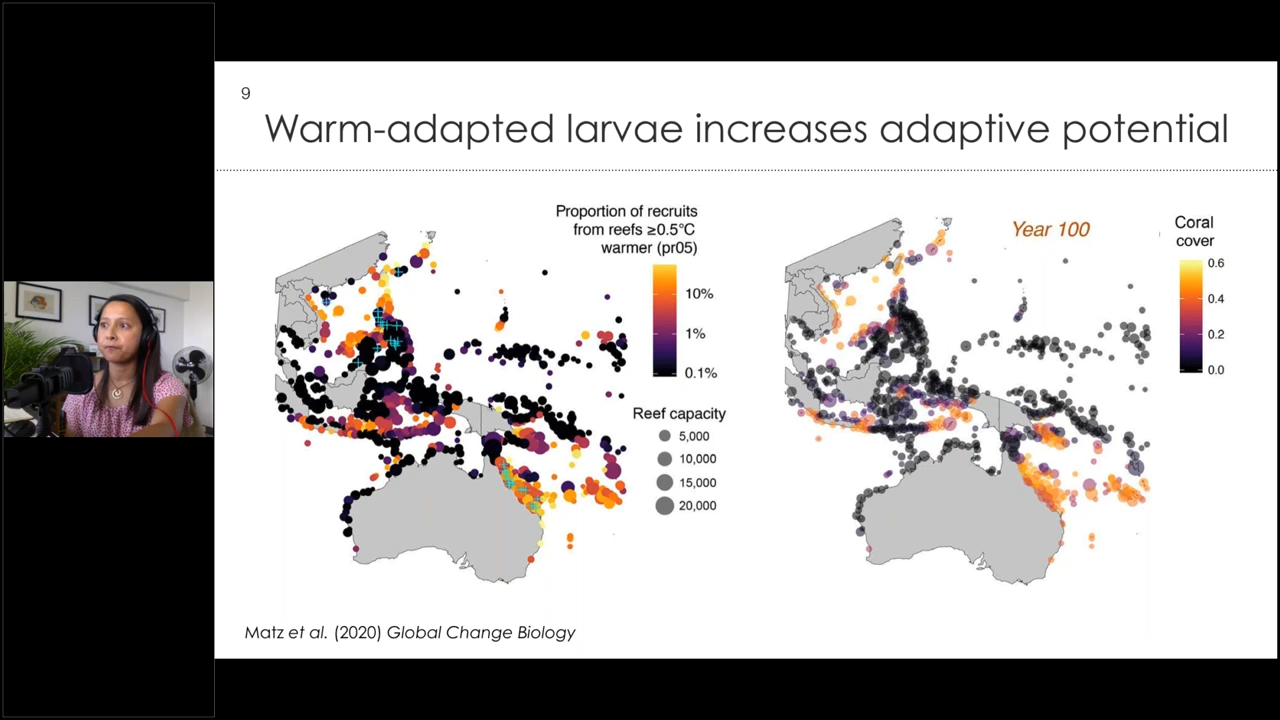 9
Warm-adapted larvae increases adaptive potential
Proportion of recruits
from reefs ≥0.5°C
warmer (pr05)
10%
1%
0.1%
Reef capacity
5,000
10,000
15,000
20,000
Year 100
Coral
cover
0.6
0.4
0.2
0.0
Matz et al. (2020) Global Change Biology